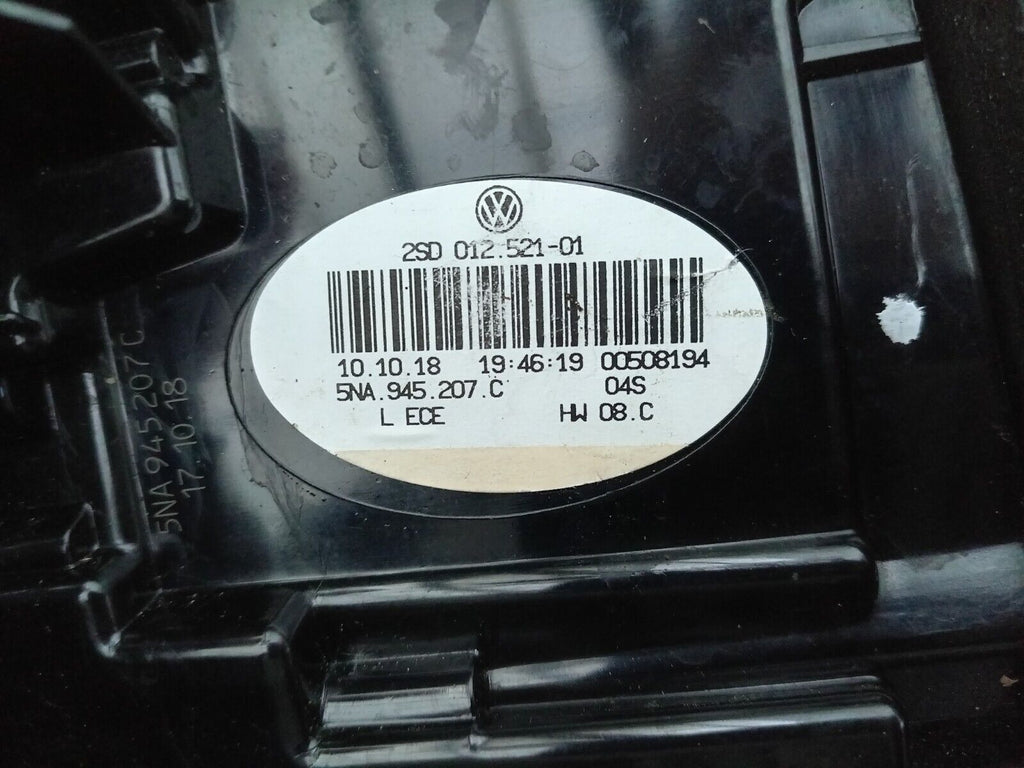 2SD 012.521-01
10.10.18 19:46:19 00508194
5NA.945.207.C 04S
L ECE HW 08.C
5NA 945 207 C
17.10.18